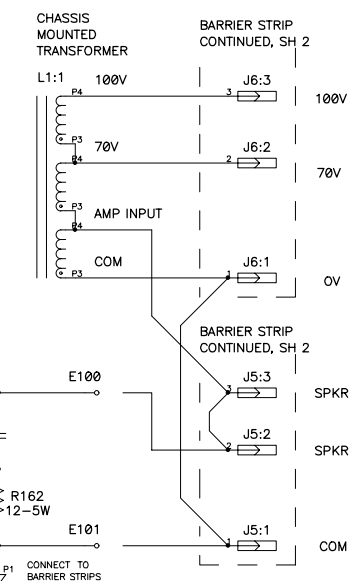 CHASSIS
MOUNTED
TRANSFORMER
BARRIER STRIP
CONTINUED, SH 2
L1:1
100V
P4
3
J6:3
100V
P3
P4
70V
2
J6:2
70V
P3
P4
AMP INPUT
COM
P3
1
J6:1
0V
BARRIER STRIP
CONTINUED, SH 2
E100
3
J5:3
SPKR
2
J5:2
SPKR
R162
12-5W
E101
1
J5:1
COM
P1
CONNECT TO
BARRIER STRIPS